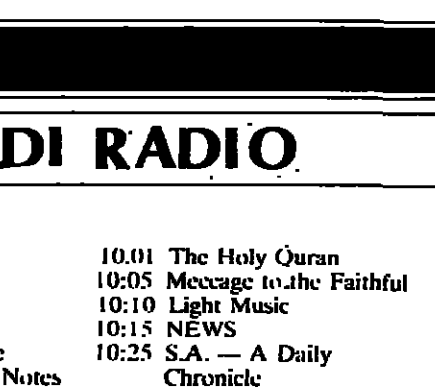 DI RADIO
10.01 The Holy Quran
10:05 Meccage to the Faithful
10:10 Light Music
10:15 NEWS
e 10:25 S.A. — A Daily
Notes Chronicle